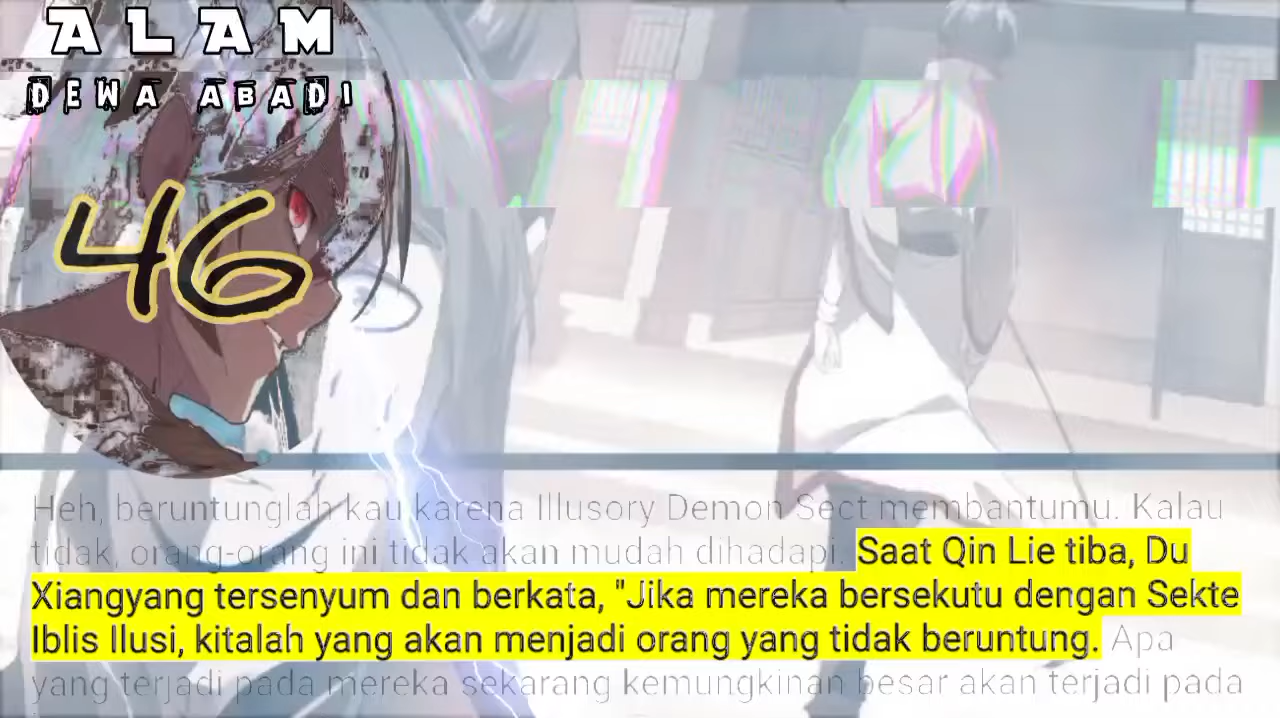 ALAM
DEWA ABADI
46
Heh, beruntunglah kau karena Illusory Demon Sect membantumu. Kalau
tidak, orang-orang ini tidak akan mudah dihadapi. Saat Qin Lie tiba, Du
Xiangyang tersenyum dan berkata, "Jika mereka bersekutu dengan Sekte
Iblis Ilusi, kitalah yang akan menjadi orang yang tidak beruntung. Apa
yang terjadi pada mereka sekarang kemungkinan besar akan terjadi pada